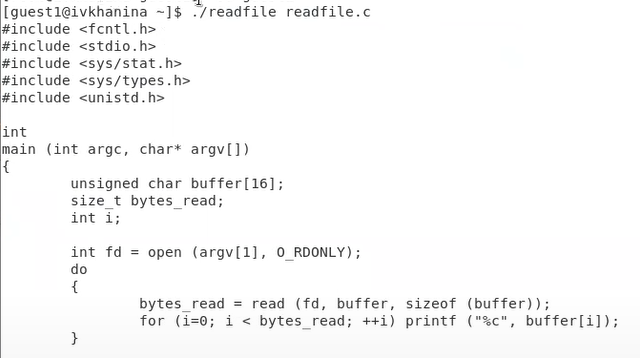 [guest1@ivkhanina ~]$ ./readfile readfile.c
#include <fcntl.h>
#include <stdio.h>
#include <sys/stat.h>
#include <sys/types.h>
#include <unistd.h>

int
main (int argc, char* argv[])
{
        unsigned char buffer[16];
        size_t bytes_read;
        int i;

        int fd = open (argv[1], O_RDONLY);
        do
        {
                bytes_read = read (fd, buffer, sizeof (buffer));
                for (i=0; i < bytes_read; ++i) printf ("%c", buffer[i]);
        }